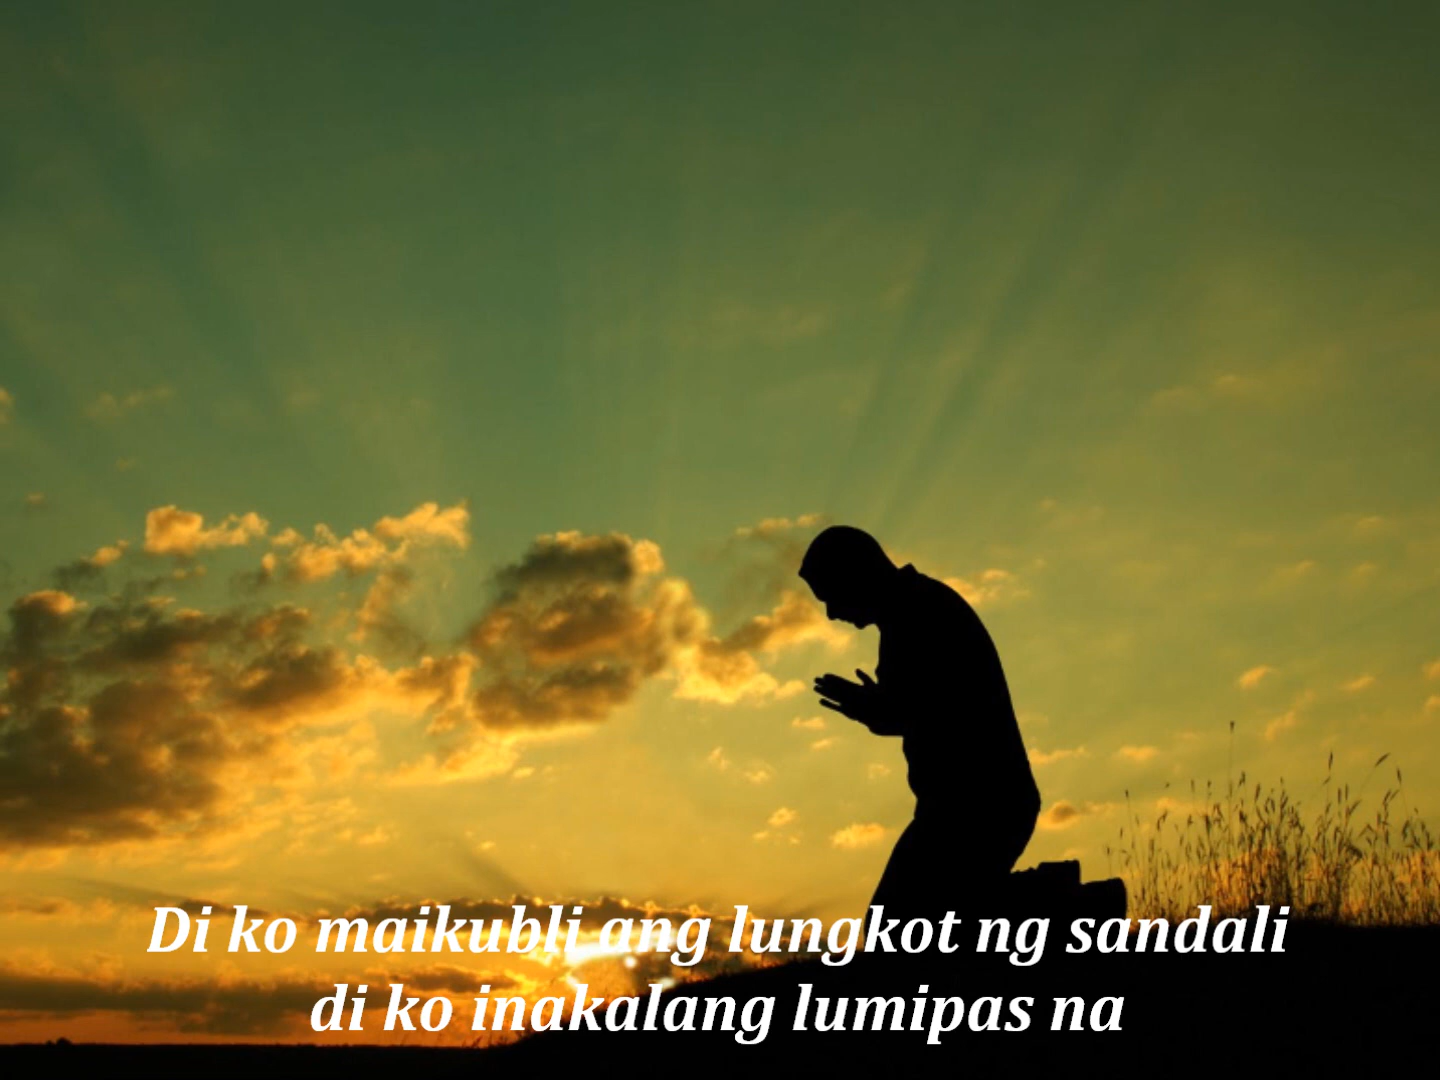 Di ko maikubli ang lungkot ng sandali
di ko inakalang lumipas na